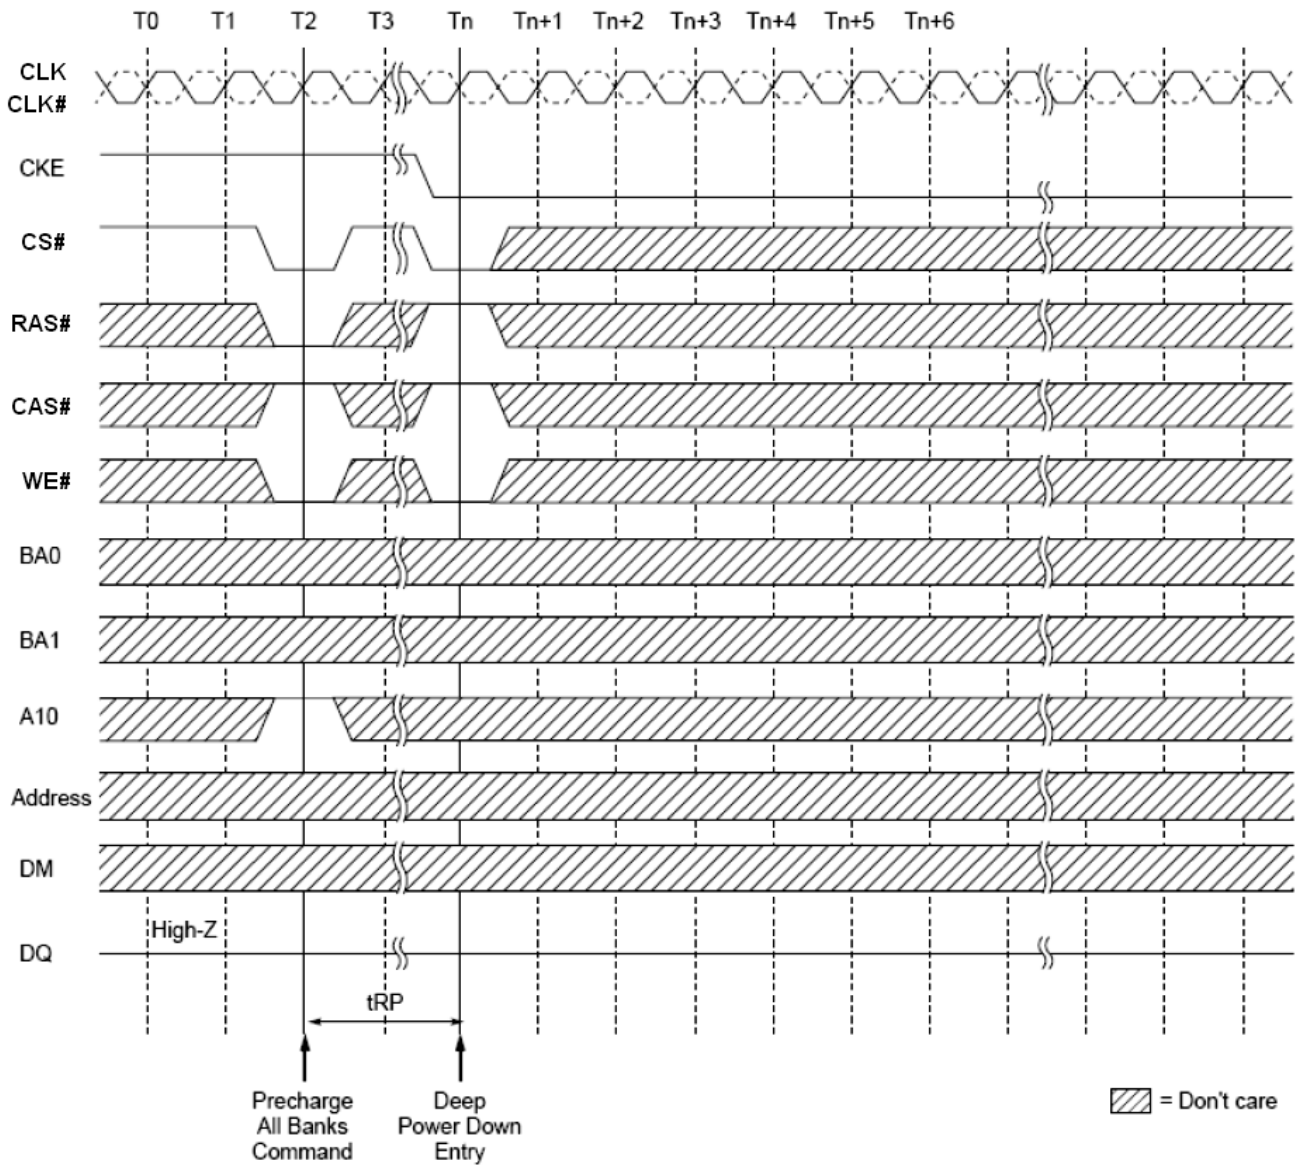 T0 T1 T2 T3 Tn Tn+1 Tn+2 Tn+3 Tn+4 Tn+5 Tn+6
CLK
CLK#
CKE
CS#
RAS#
CAS#
WE#
BA0
BA1
A10
Address
DM
High-Z
DQ
tRP
Precharge
All Banks
Command
Deep
Power Down
Entry
= Don't care